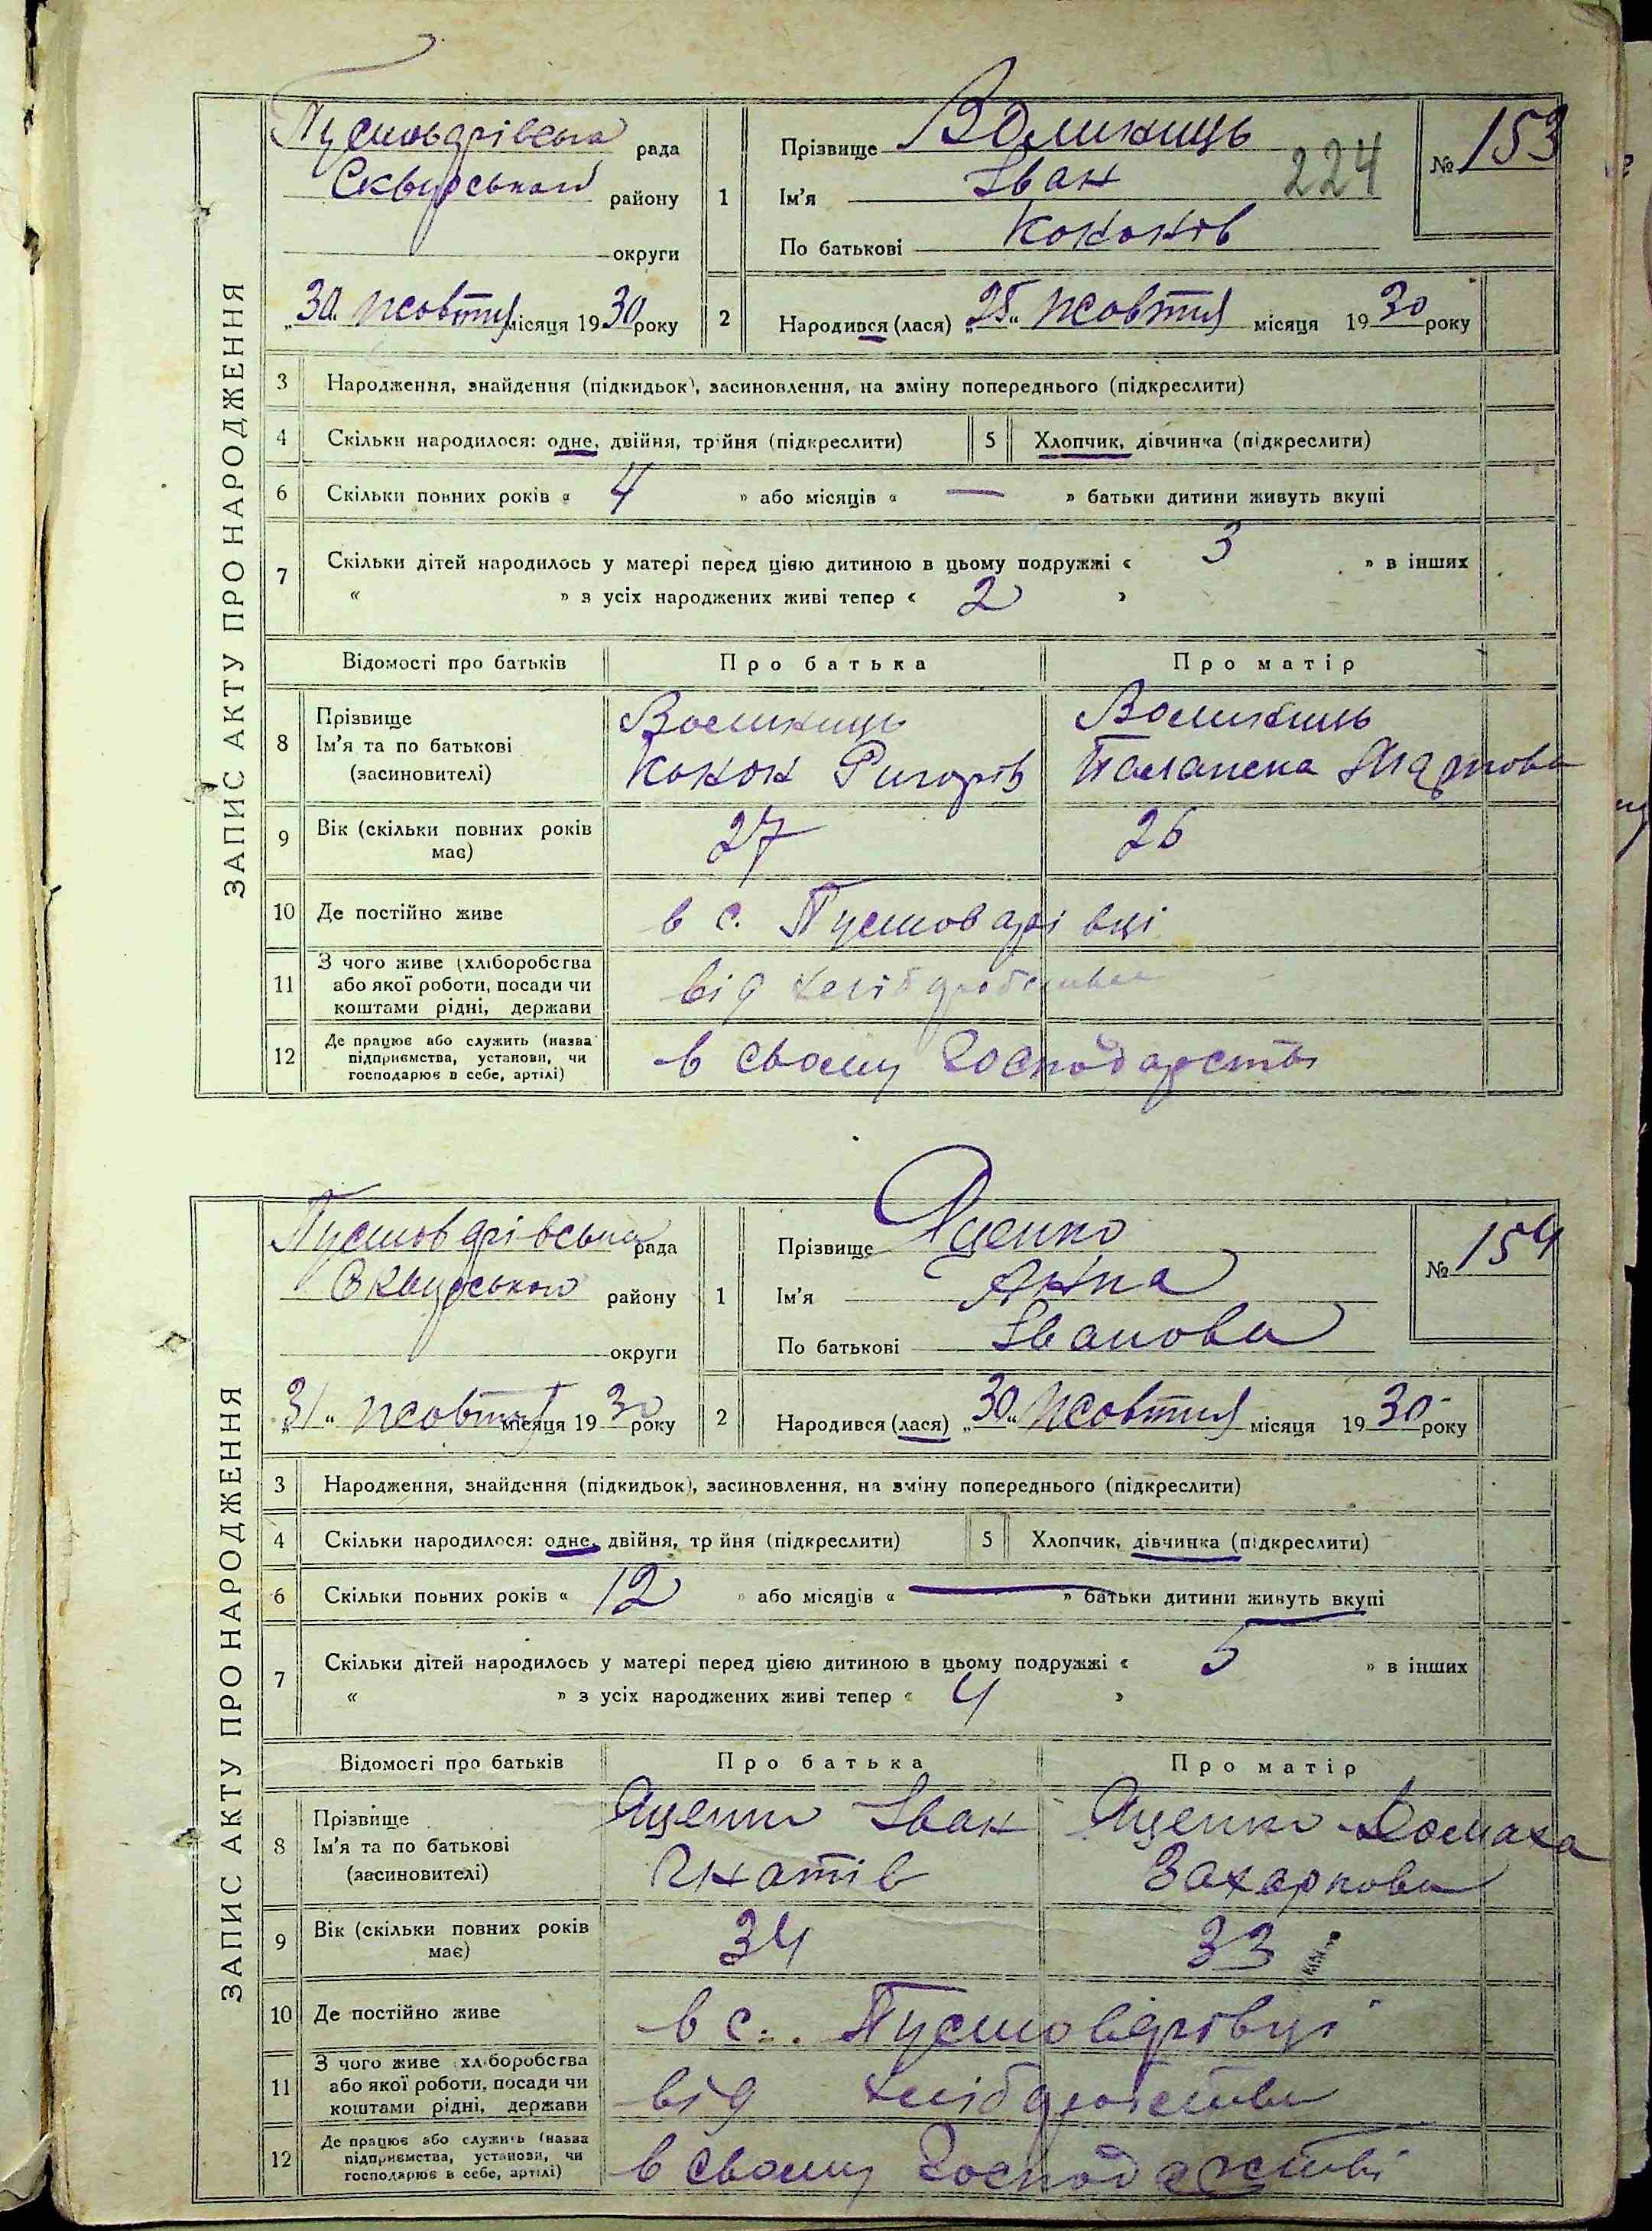 ЗАПИС АКТУ ПРО НАРОДЖЕННЯ
Пустоварівська рада
Сквирського району
округи
„30“ жовтня місяця 1930 року
1
Прізвище Волинець
Ім'я Іван
По батькові Кононів
224
№ 153
2
Народився (лася) „25“ жовтня місяця 1930 року
3 Народження, знайдення (підкидьок), засиновлення, на зміну попереднього (підкреслити)
4 Скільки народилося: одне, двійня, трійня (підкреслити)
5 Хлопчик, дівчинка (підкреслити)
6 Скільки повних років « 4 » або місяців « — » батьки дитини живуть вкупі
7 Скільки дітей народилось у матері перед цією дитиною в цьому подружжі « 3 » в інших
« » з усіх народжених живі тепер « 2 »
Відомості про батьків Про батька Про матір
8 Прізвище
Ім'я та по батькові
(засиновителі)
Волинець
Конон Ригорів
Волинець
Палажка
9 Вік (скільки повних років
має)
27 26
10 Де постійно живе в с. Пустоварівці
11 З чого живе (хліборобства
або якої роботи, посади чи
коштами рідні, держави
від хліборобства
12 Де працює або служить (назва
підприємства, установи, чи
господарює в себе, артілі)
в своєму господарстві
ЗАПИС АКТУ ПРО НАРОДЖЕННЯ
Пустоварівська рада
Сквирського району
округи
„31“ жовтня місяця 1930 року
1
Прізвище Яценко
Ім'я Анна
По батькові Іванова
№ 154
2
Народився (лася) „30“ жовтня місяця 1930 року
3 Народження, знайдення (підкидьок), засиновлення, на зміну попереднього (підкреслити)
4 Скільки народилося: одне, двійня, трійня (підкреслити)
5 Хлопчик, дівчинка (підкреслити)
6 Скільки повних років « 12 » або місяців « — » батьки дитини живуть вкупі
7 Скільки дітей народилось у матері перед цією дитиною в цьому подружжі « 5 » в інших
« » з усіх народжених живі тепер « 4 »
Відомості про батьків Про батька Про матір
8 Прізвище
Ім'я та по батькові
(засиновителі)
Яценко Іван
Гнатів
Яценко Домаха
Захаркова
9 Вік (скільки повних років
має)
34 33
10 Де постійно живе в с. Пустоварівці
11 З чого живе (хліборобства
або якої роботи, посади чи
коштами рідні, держави
від хліборобства
12 Де працює або служить (назва
підприємства, установи, чи
господарює в себе, артілі)
в своєму господарстві